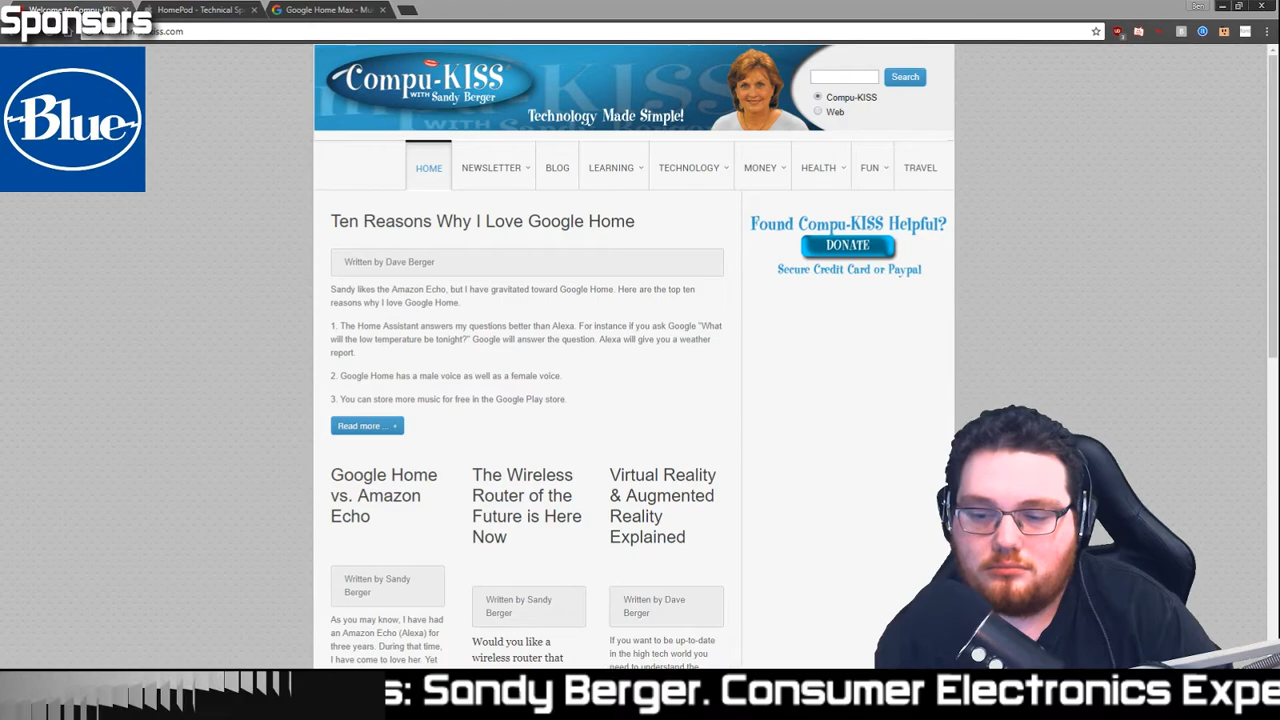 Sponsors
Welcome to Compu-KIS
HomePod - Technical Sp
Google Home Max - Mu
Ben
ss.com
Blue
Compu-KISS
WITH Sandy Berger
Technology Made Simple!
Search
Compu-KISS
Web
HOME
NEWSLETTER
BLOG
LEARNING
TECHNOLOGY
MONEY
HEALTH
FUN
TRAVEL
Ten Reasons Why I Love Google Home
Written by Dave Berger
Sandy likes the Amazon Echo, but I have gravitated toward Google Home. Here are the top ten
reasons why I love Google Home.
1. The Home Assistant answers my questions better than Alexa. For instance if you ask Google "What
will the low temperature be tonight?" Google will answer the question. Alexa will give you a weather
report.
2. Google Home has a male voice as well as a female voice.
3. You can store more music for free in the Google Play store.
Read more ...
Found Compu-KISS Helpful?
DONATE
Secure Credit Card or Paypal
Google Home
vs. Amazon
Echo
Written by Sandy
Berger
As you may know, I have had
an Amazon Echo (Alexa) for
three years. During that time,
I have come to love her. Yet
The Wireless
Router of the
Future is Here
Now
Written by Sandy
Berger
Would you like a
wireless router that
Virtual Reality
& Augmented
Reality
Explained
Written by Dave
Berger
If you want to be up-to-date
in the high tech world you
need to understand the
s: Sandy Berger. Consumer Electronics Expe